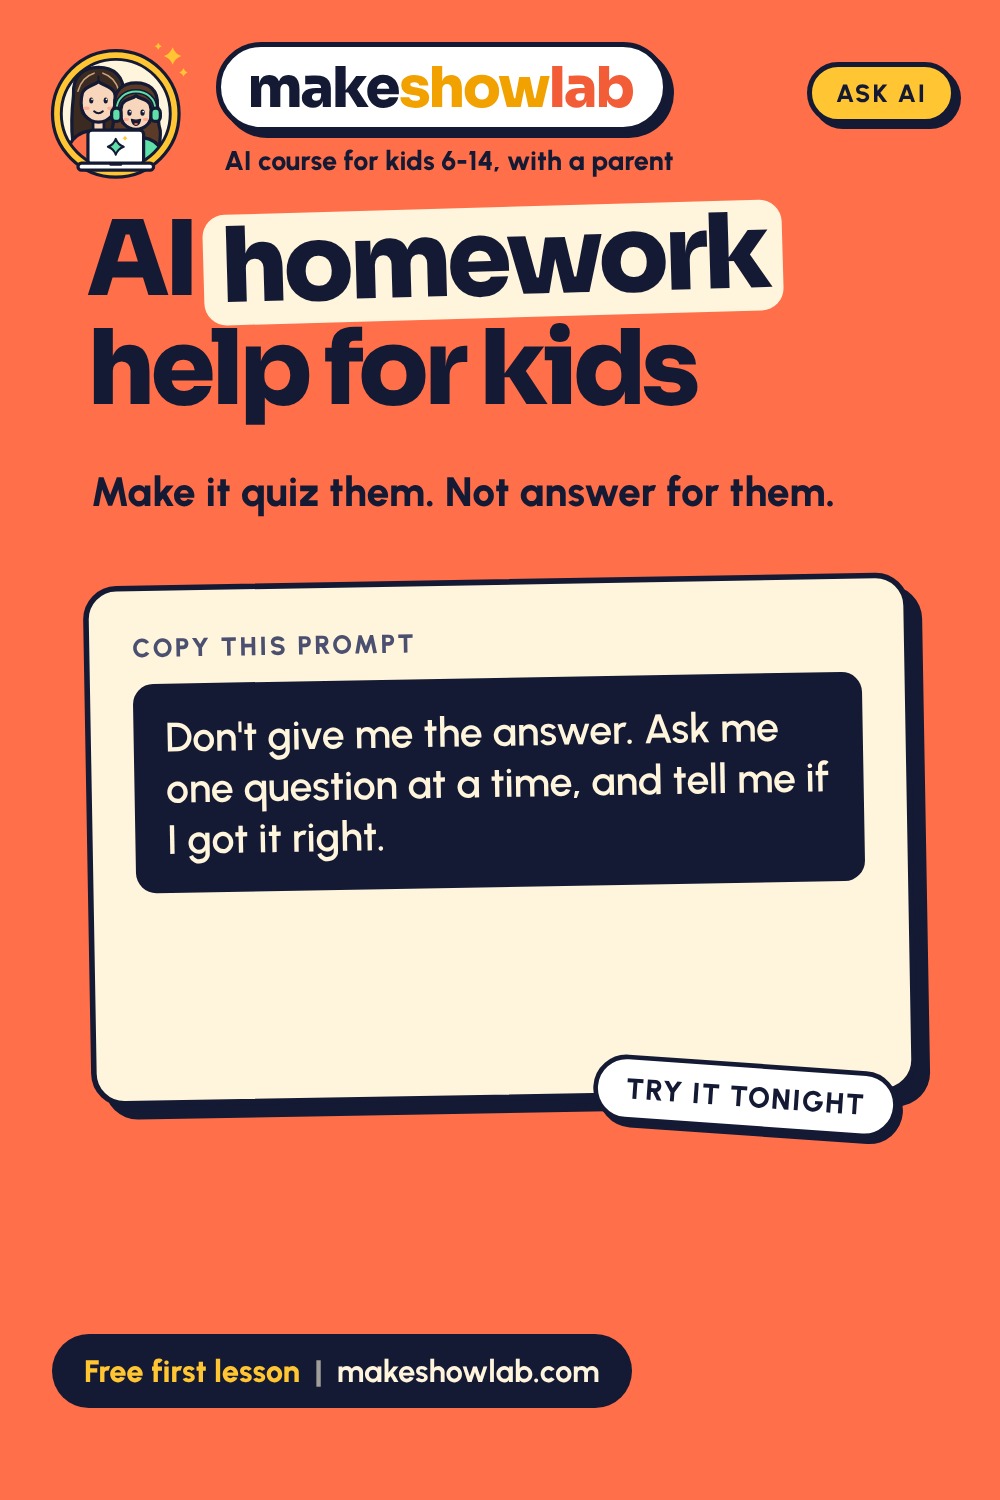 makeshowlab
ASK AI
AI course for kids 6-14, with a parent
AI homework
help for kids
Make it quiz them. Not answer for them.
COPY THIS PROMPT
Don't give me the answer. Ask me
one question at a time, and tell me if
I got it right.
TRY IT TONIGHT
Free first lesson | makeshowlab.com